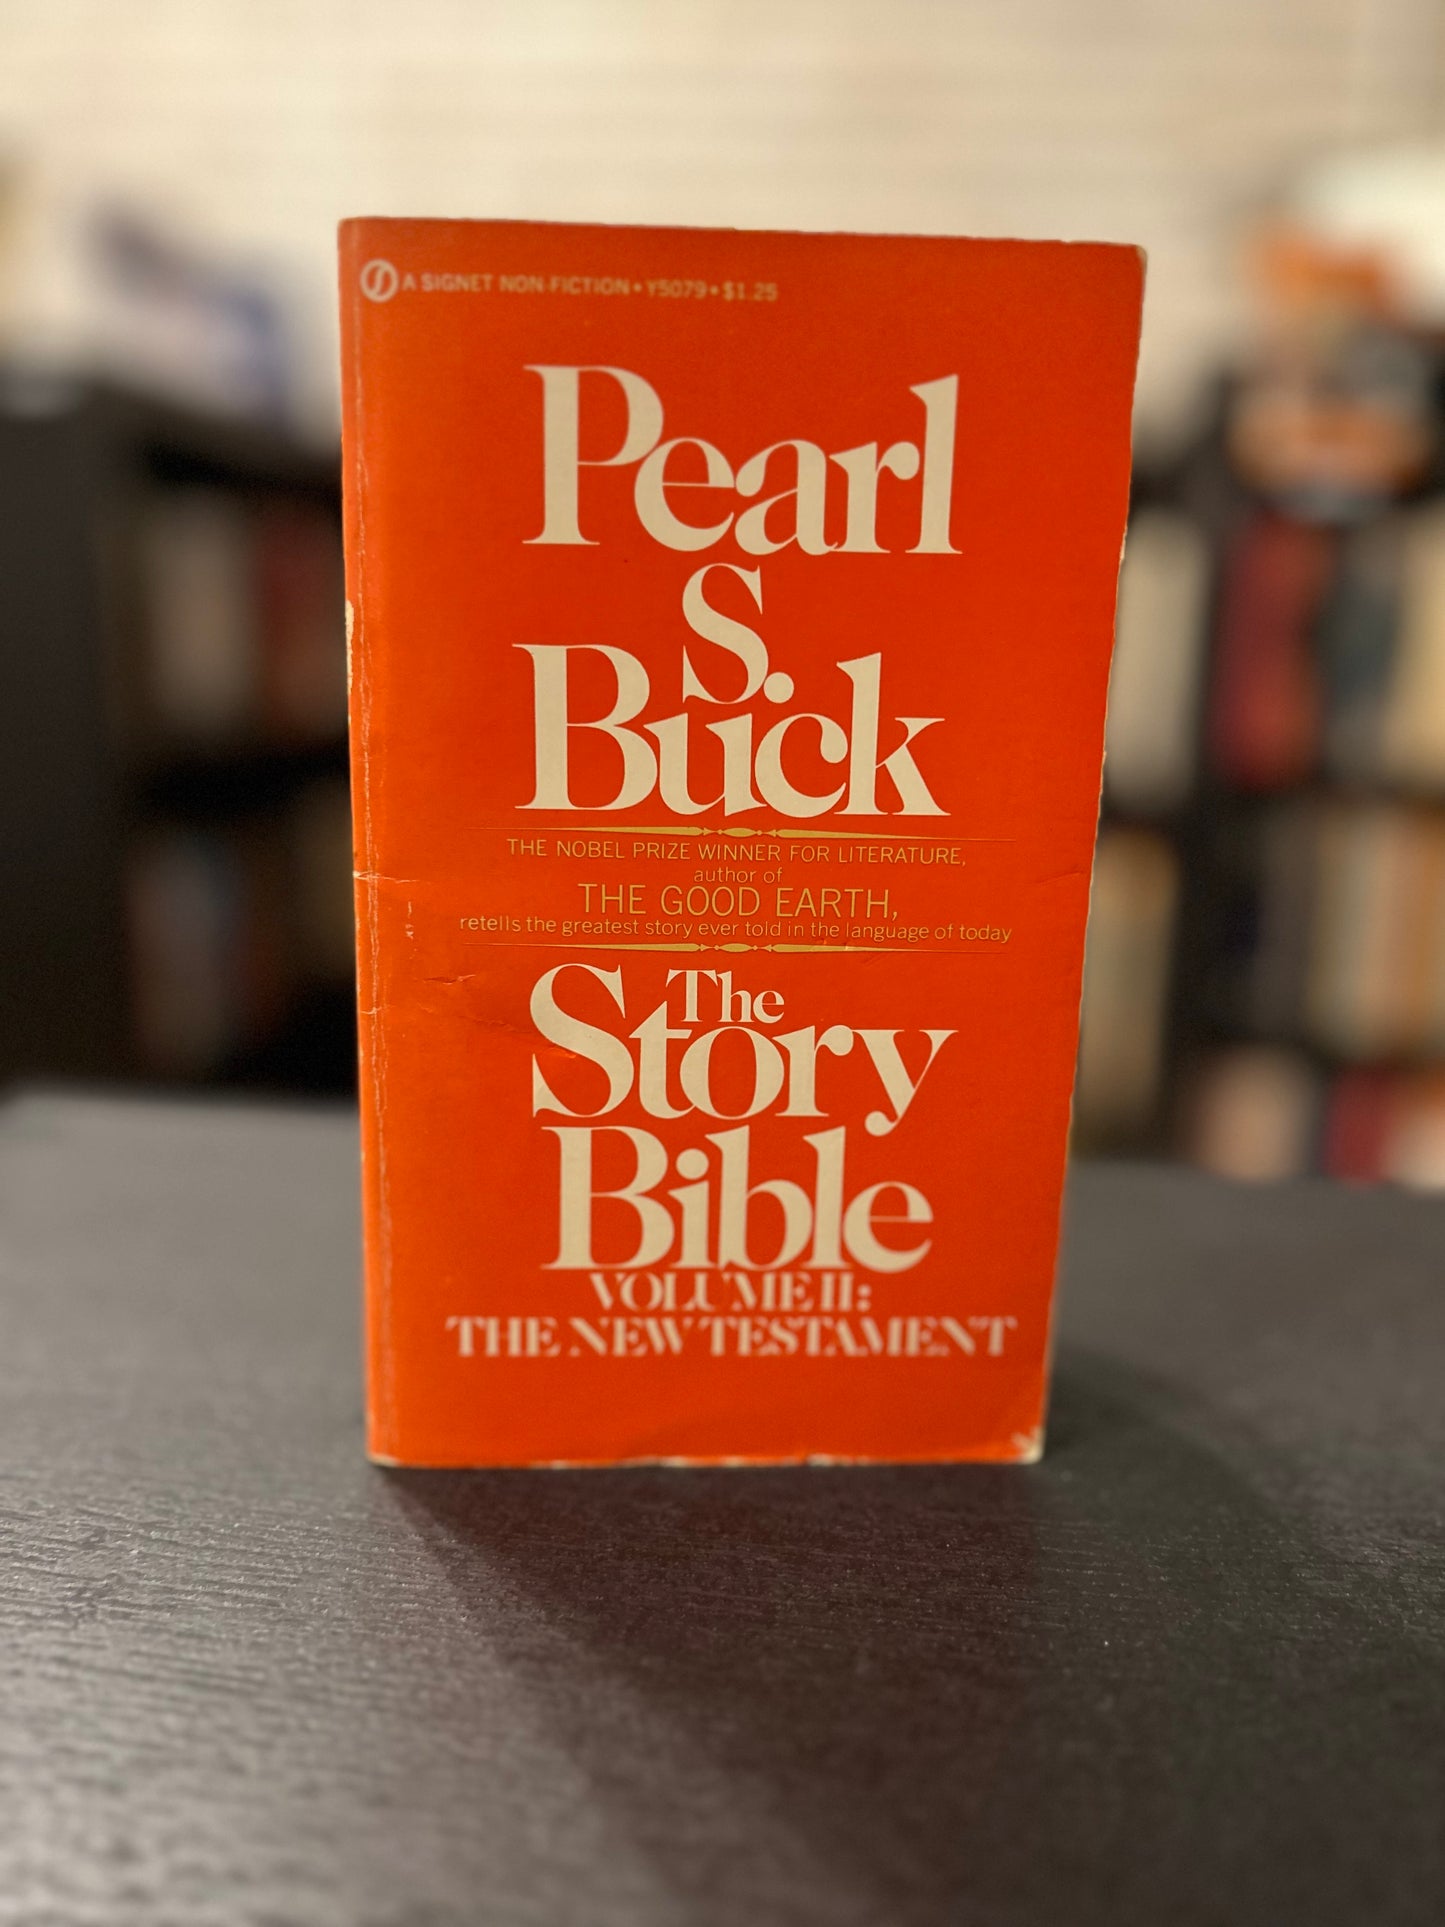 A SIGNET NON-FICTION • Y5079 • $1.25
Pearl
S.
Buck
THE NOBEL PRIZE WINNER FOR LITERATURE,
author of
THE GOOD EARTH,
retells the greatest story ever told in the language of today
The
Story
Bible
VOLUME II:
THE NEW TESTAMENT